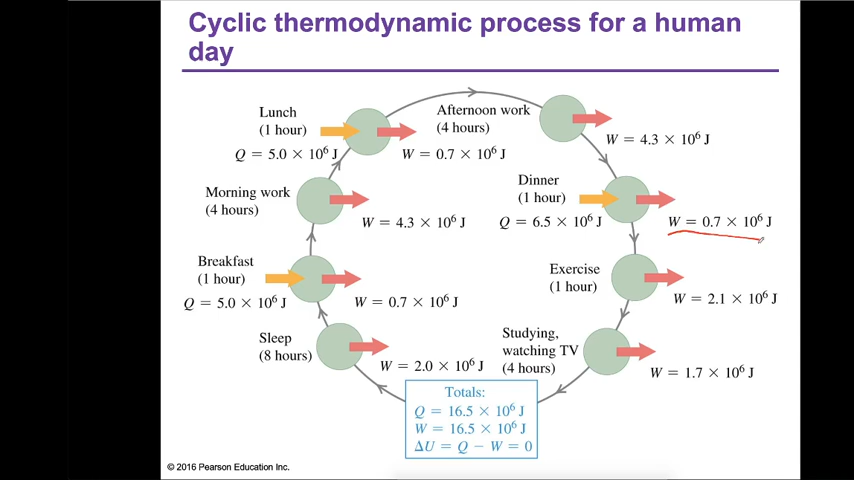 Cyclic thermodynamic process for a human
day
Lunch
(1 hour)
Q = 5.0 × 10⁶ J
W = 0.7 × 10⁶ J
Afternoon work
(4 hours)
W = 4.3 × 10⁶ J
Morning work
(4 hours)
W = 4.3 × 10⁶ J
Dinner
(1 hour)
Q = 6.5 × 10⁶ J
W = 0.7 × 10⁶ J
Breakfast
(1 hour)
Q = 5.0 × 10⁶ J
W = 0.7 × 10⁶ J
Exercise
(1 hour)
W = 2.1 × 10⁶ J
Sleep
(8 hours)
W = 2.0 × 10⁶ J
Studying,
watching TV
(4 hours)
W = 1.7 × 10⁶ J
Totals:
Q = 16.5 × 10⁶ J
W = 16.5 × 10⁶ J
ΔU = Q − W = 0
© 2016 Pearson Education Inc.